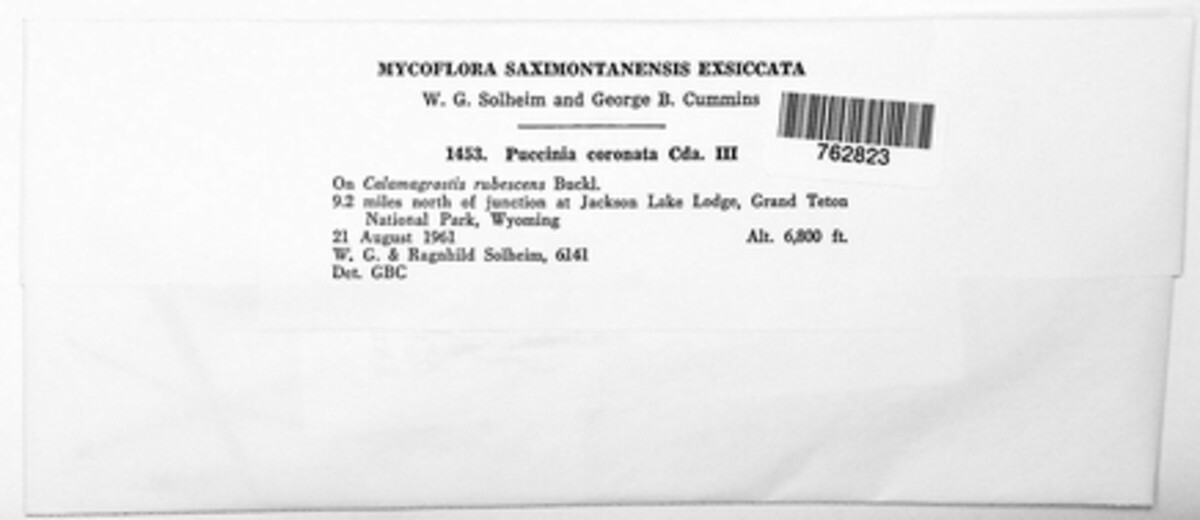 MYCOFLORA SAXIMONTANENSIS EXSICCATA
W. G. Solheim and George B. Cummins
762823
1453. Puccinia coronata Cda. III
On Calamagrostis rubescens Buckl.
9.2 miles north of junction at Jackson Lake Lodge, Grand Teton
National Park, Wyoming
21 August 1961 Alt. 6,800 ft.
W. G. & Ragnhild Solheim, 6141
Det. GBC